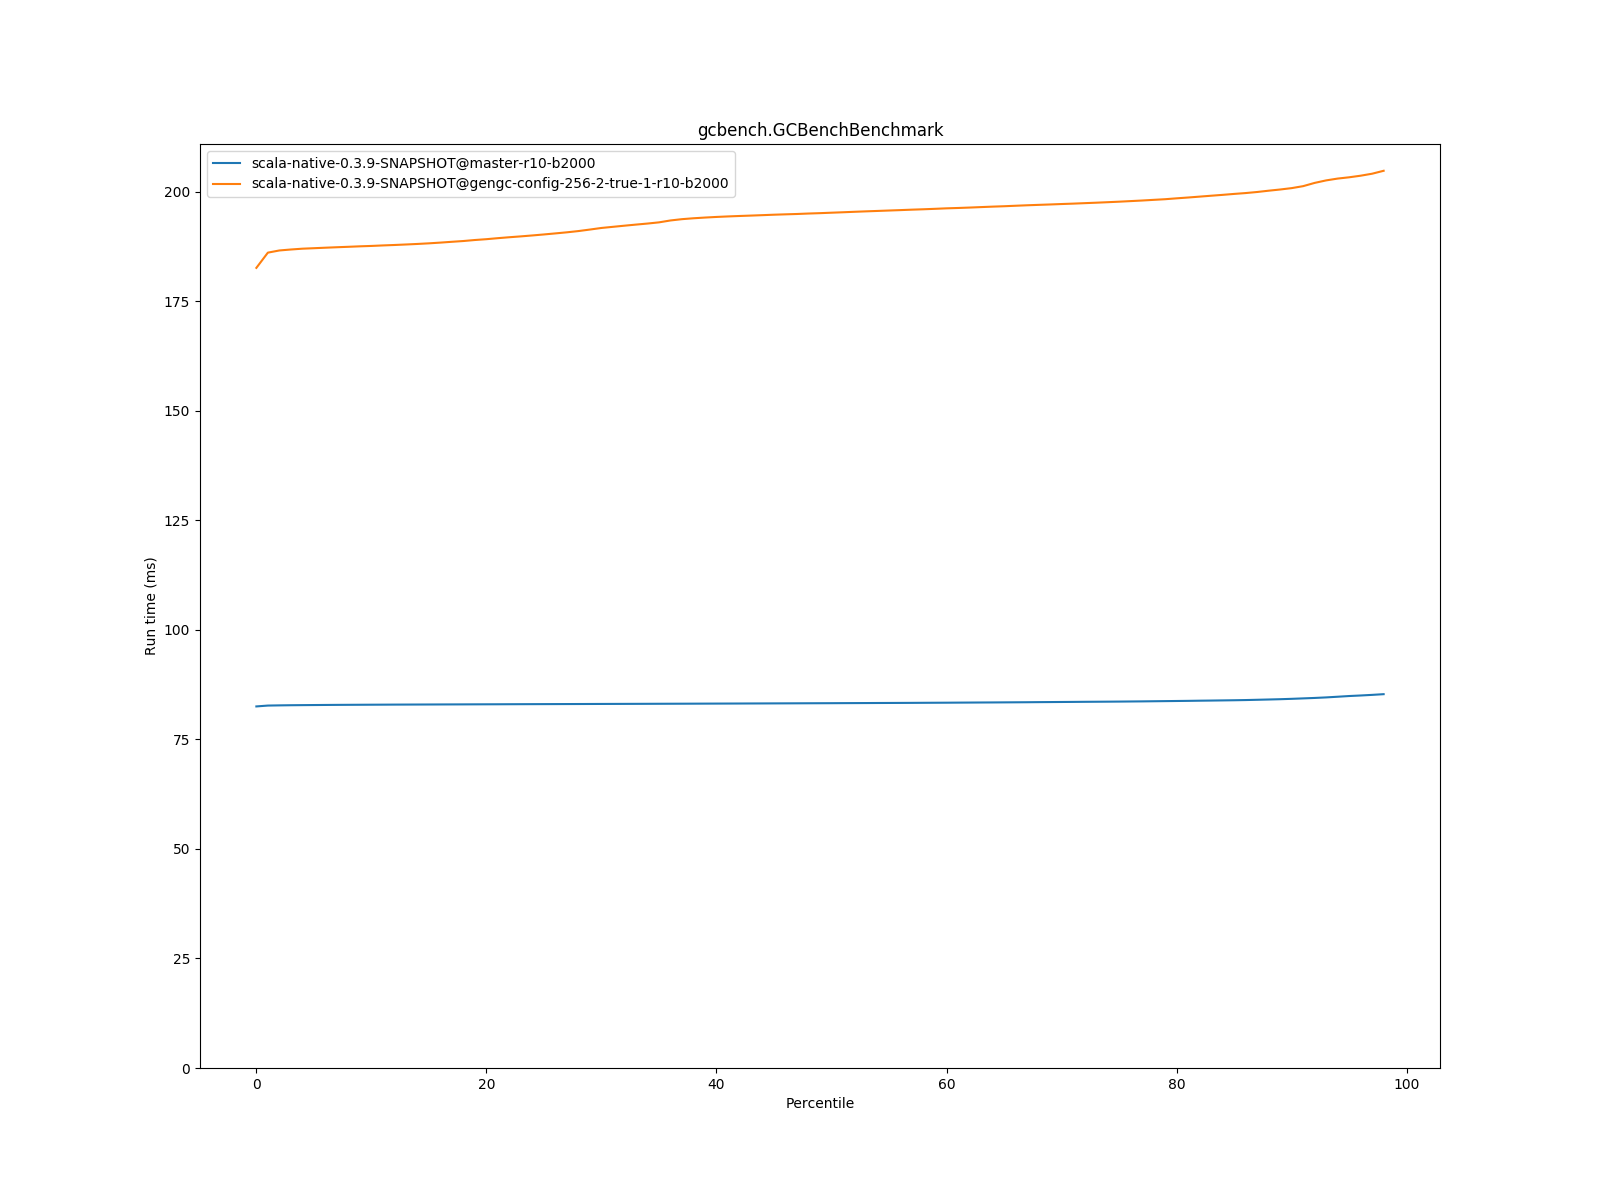 gcbench.GCBenchBenchmark
scala-native-0.3.9-SNAPSHOT@master-r10-b2000
scala-native-0.3.9-SNAPSHOT@gengc-config-256-2-true-1-r10-b2000
200
175
150
125
100
75
50
25
0
Run time (ms)
0 20 40 60 80 100
Percentile